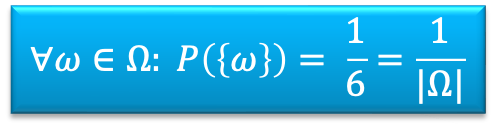 ∀ω ∈ Ω: P({ω}) = 1/6 = 1/|Ω|